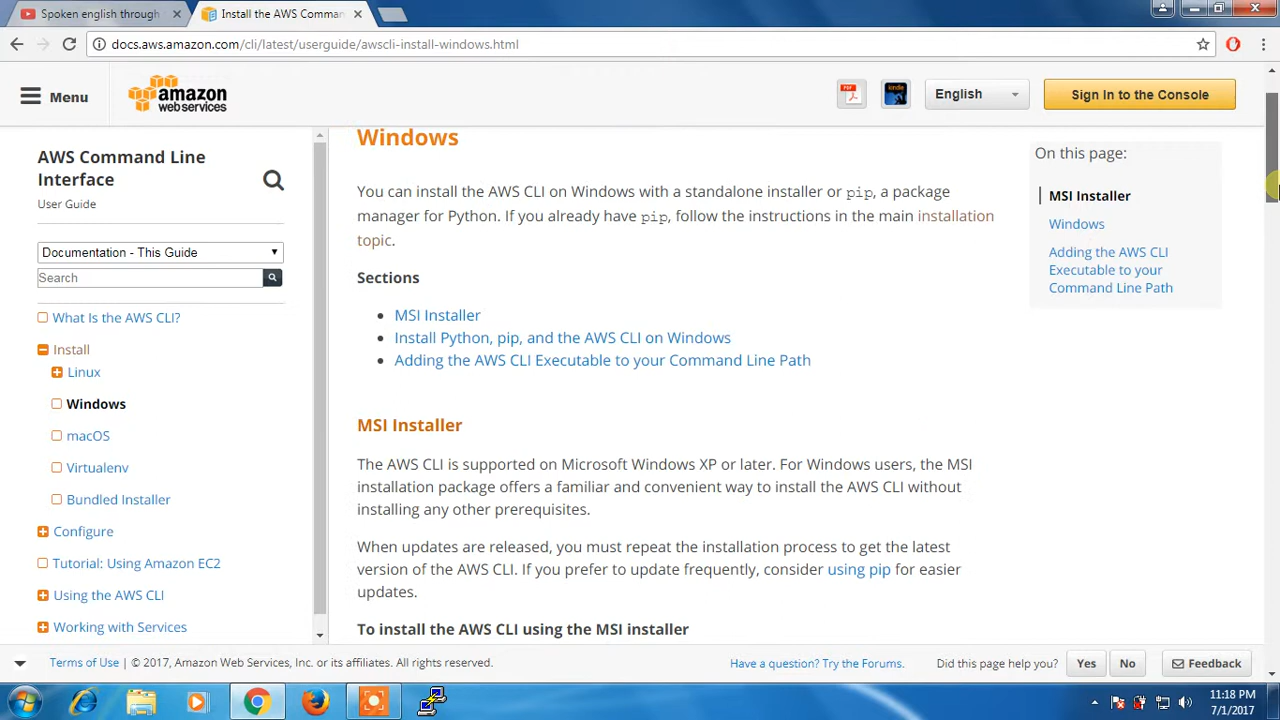 Spoken english through
Install the AWS Comman
docs.aws.amazon.com/cli/latest/userguide/awscli-install-windows.html
Menu
amazon
web services
PDF
kindle
English
Sign In to the Console
AWS Command Line
Interface
User Guide
Documentation - This Guide
Search
What Is the AWS CLI?
Install
Linux
Windows
macOS
Virtualenv
Bundled Installer
Configure
Tutorial: Using Amazon EC2
Using the AWS CLI
Working with Services
Windows
You can install the AWS CLI on Windows with a standalone installer or pip, a package
manager for Python. If you already have pip, follow the instructions in the main installation
topic.
Sections
MSI Installer
Install Python, pip, and the AWS CLI on Windows
Adding the AWS CLI Executable to your Command Line Path
MSI Installer
The AWS CLI is supported on Microsoft Windows XP or later. For Windows users, the MSI
installation package offers a familiar and convenient way to install the AWS CLI without
installing any other prerequisites.
When updates are released, you must repeat the installation process to get the latest
version of the AWS CLI. If you prefer to update frequently, consider using pip for easier
updates.
To install the AWS CLI using the MSI installer
On this page:
MSI Installer
Windows
Adding the AWS CLI
Executable to your
Command Line Path
Terms of Use | © 2017, Amazon Web Services, Inc. or its affiliates. All rights reserved.
Have a question? Try the Forums.
Did this page help you?
Yes
No
Feedback
11:18 PM
7/1/2017